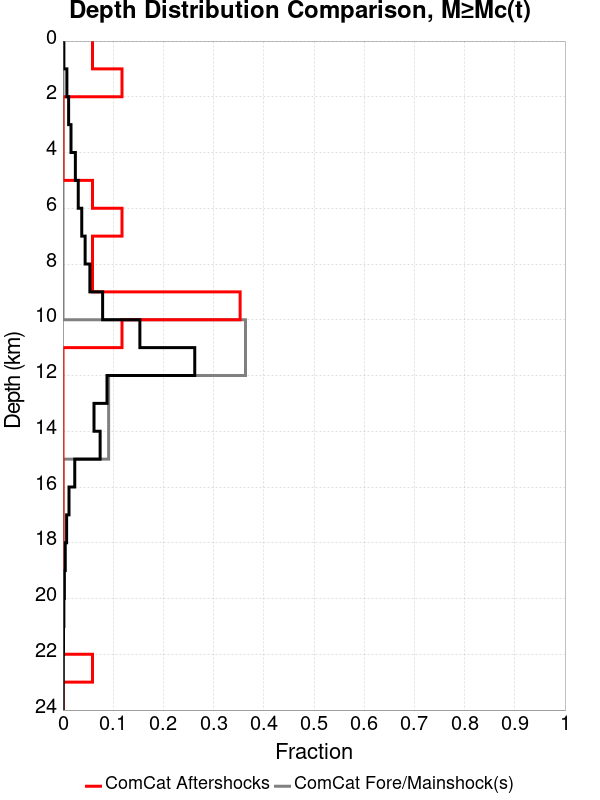 Depth Distribution Comparison, M≥Mc(t)
0
2
4
6
8
10
12
14
16
18
20
22
24
Depth (km)
0 0.1 0.2 0.3 0.4 0.5 0.6 0.7 0.8 0.9 1
Fraction
ComCat Aftershocks ComCat Fore/Mainshock(s)